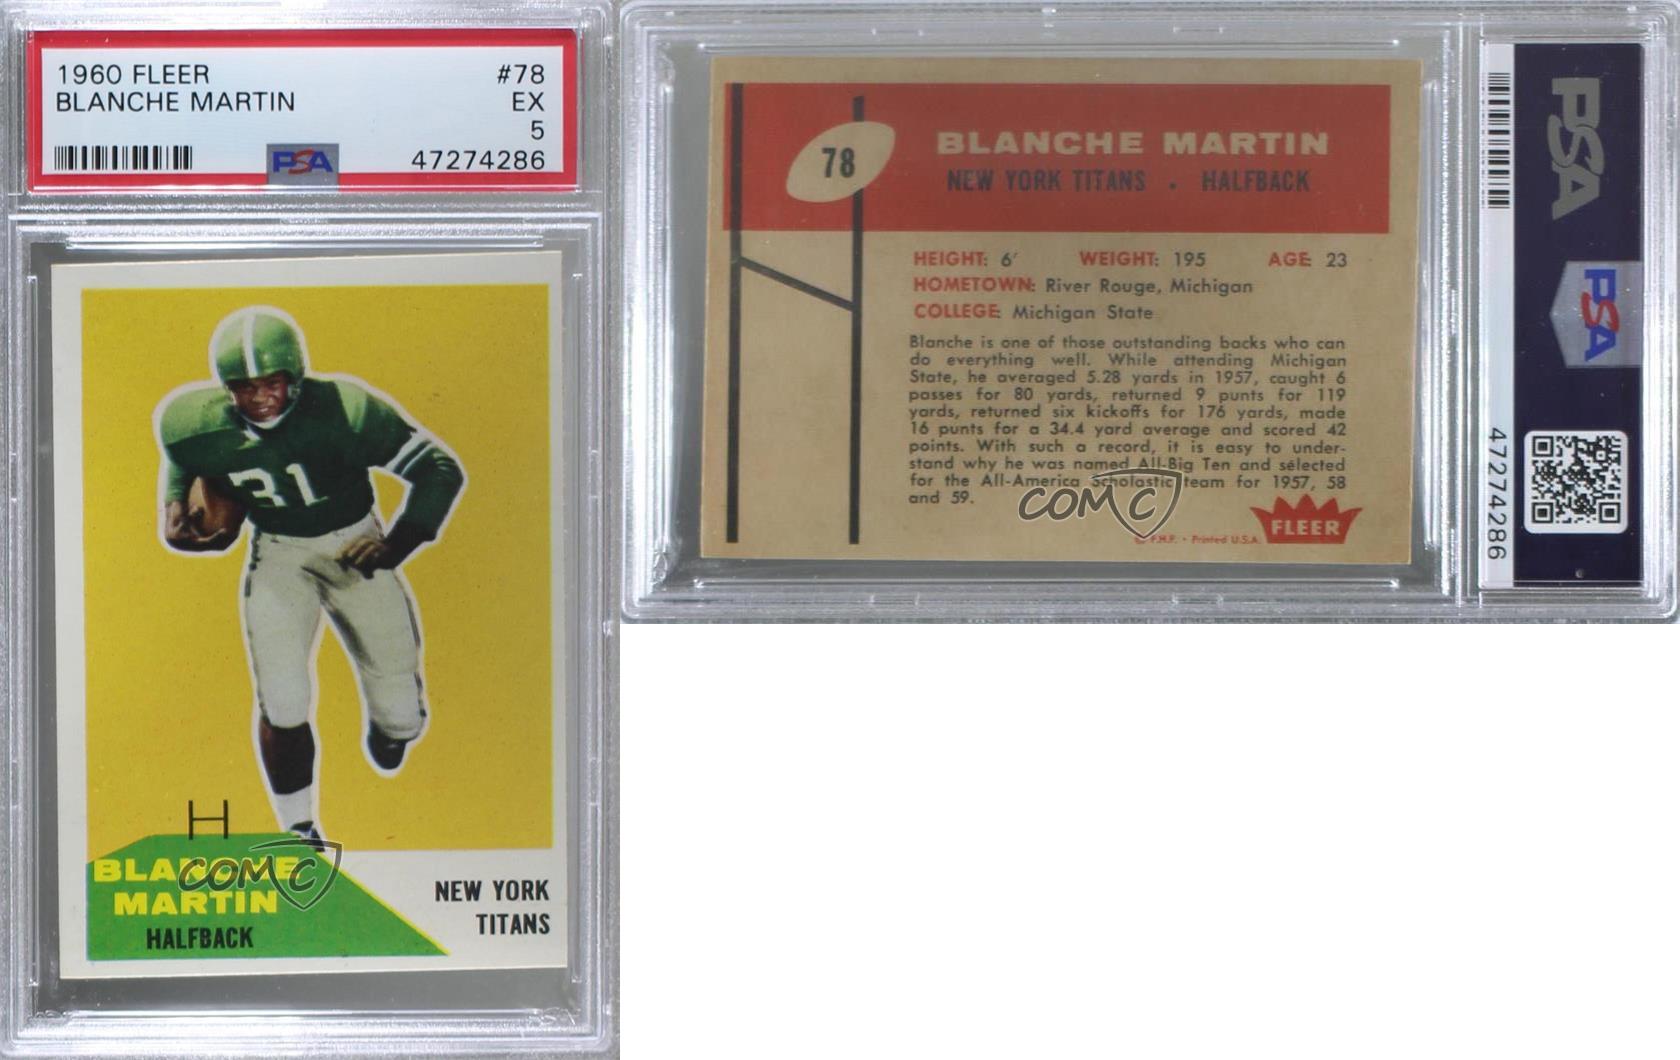 1960 FLEER #78
BLANCHE MARTIN EX
5
PSA 47274286
31
BLANCHE
MARTIN
HALFBACK
NEW YORK
TITANS
COMC
78
BLANCHE MARTIN
NEW YORK TITANS • HALFBACK
HEIGHT: 6' WEIGHT: 195 AGE: 23
HOMETOWN: River Rouge, Michigan
COLLEGE: Michigan State
Blanche is one of those outstanding backs who can
do everything well. While attending Michigan
State, he averaged 5.28 yards in 1957, caught 6
passes for 80 yards, returned 9 punts for 119
yards, returned six kickoffs for 176 yards, made
16 punts for a 34.4 yard average and scored 42
points. With such a record, it is easy to under-
stand why he was named All-Big Ten and selected
for the All-America Scholastic team for 1957, 58
and 59.
COMC
FLEER
F.H.F. • Printed U.S.A.
PSA
PSA
47274286